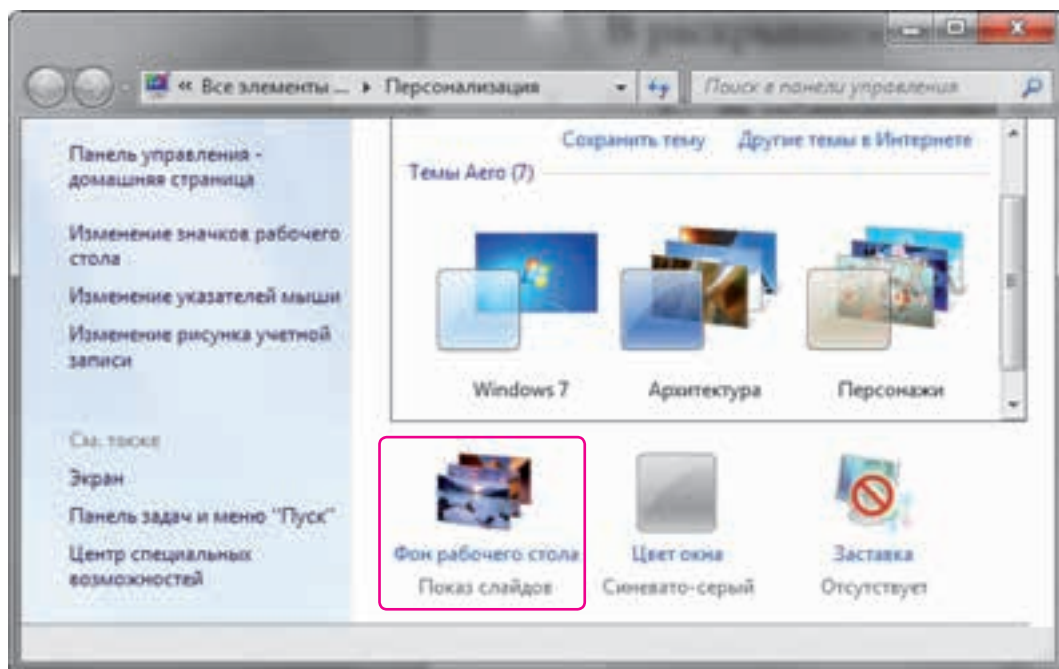 В раскрывшемся
« Все элементы ... ▸ Персонализация
Поиск в панели управления
Панель управления -
домашняя страница
Изменение значков рабочего
стола
Изменение указателей мыши
Изменение рисунка учетной
записи
См. также
Экран
Панель задач и меню "Пуск"
Центр специальных
возможностей
Сохранить тему
Другие темы в Интернете
Темы Aero (7)
Windows 7
Архитектура
Персонажи
Фон рабочего стола
Показ слайдов
Цвет окна
Синевато-серый
Заставка
Отсутствует